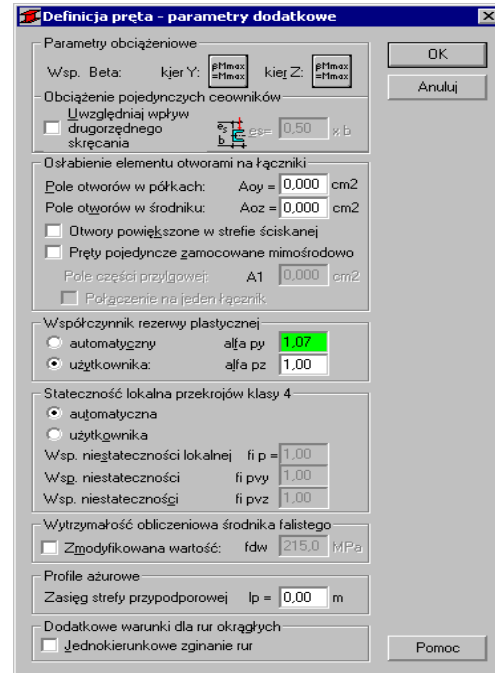 Definicja pręta - parametry dodatkowe
Parametry obciążeniowe
Wsp. Beta: kier Y: βMmax =Mmax kier Z: βMmax =Mmax
OK
Anuluj
Obciążenie pojedynczych ceowników
Uwzględniaj wpływ
drugorzędnego
skręcania
es b es= 0,50 x b
Osłabienie elementu otworami na łączniki
Pole otworów w półkach: Aoy = 0,000 cm2
Pole otworów w środniku: Aoz = 0,000 cm2
Otwory powiększone w strefie ściskanej
Pręty pojedyncze zamocowane mimośrodowo
Pole części przylgowej: A1 0,000 cm2
Połączenie na jeden łącznik
Współczynnik rezerwy plastycznej
automatyczny alfa py 1,07
użytkownika: alfa pz 1,00
Stateczność lokalna przekrojów klasy 4
automatyczna
użytkownika
Wsp. niestateczności lokalnej fi p = 1,00
Wsp. niestateczności fi pvy 1,00
Wsp. niestateczności fi pvz 1,00
Wytrzymałość obliczeniowa środnika falistego
Zmodyfikowana wartość: fdw 215,0 MPa
Profile ażurowe
Zasięg strefy przypodporowej lp = 0,00 m
Dodatkowe warunki dla rur okrągłych
Jednokierunkowe zginanie rur
Pomoc